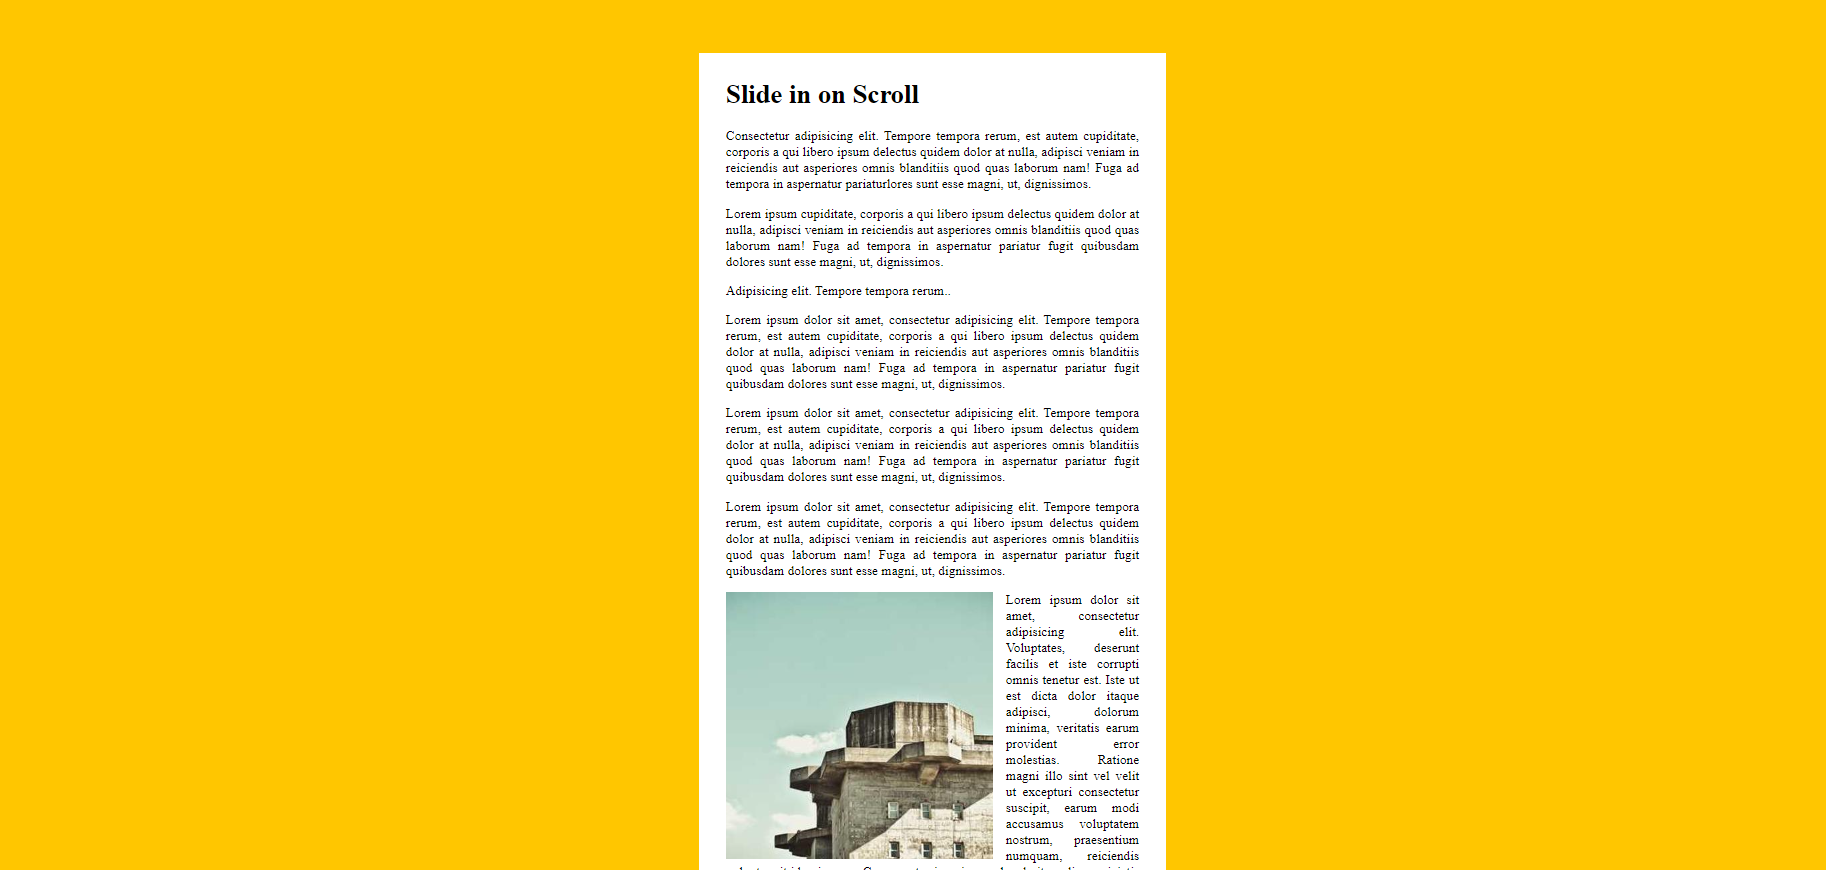 Slide in on Scroll
Consectetur adipisicing elit. Tempore tempora rerum, est autem cupiditate,
corporis a qui libero ipsum delectus quidem dolor at nulla, adipisci veniam in
reiciendis aut asperiores omnis blanditiis quod quas laborum nam! Fuga ad
tempora in aspernatur pariaturlores sunt esse magni, ut, dignissimos.
Lorem ipsum cupiditate, corporis a qui libero ipsum delectus quidem dolor at
nulla, adipisci veniam in reiciendis aut asperiores omnis blanditiis quod quas
laborum nam! Fuga ad tempora in aspernatur pariatur fugit quibusdam
dolores sunt esse magni, ut, dignissimos.
Adipisicing elit. Tempore tempora rerum..
Lorem ipsum dolor sit amet, consectetur adipisicing elit. Tempore tempora
rerum, est autem cupiditate, corporis a qui libero ipsum delectus quidem
dolor at nulla, adipisci veniam in reiciendis aut asperiores omnis blanditiis
quod quas laborum nam! Fuga ad tempora in aspernatur pariatur fugit
quibusdam dolores sunt esse magni, ut, dignissimos.
Lorem ipsum dolor sit amet, consectetur adipisicing elit. Tempore tempora
rerum, est autem cupiditate, corporis a qui libero ipsum delectus quidem
dolor at nulla, adipisci veniam in reiciendis aut asperiores omnis blanditiis
quod quas laborum nam! Fuga ad tempora in aspernatur pariatur fugit
quibusdam dolores sunt esse magni, ut, dignissimos.
Lorem ipsum dolor sit amet, consectetur adipisicing elit. Tempore tempora
rerum, est autem cupiditate, corporis a qui libero ipsum delectus quidem
dolor at nulla, adipisci veniam in reiciendis aut asperiores omnis blanditiis
quod quas laborum nam! Fuga ad tempora in aspernatur pariatur fugit
quibusdam dolores sunt esse magni, ut, dignissimos.
Lorem ipsum dolor sit
amet, consectetur
adipisicing elit.
Voluptates, deserunt
facilis et iste corrupti
omnis tenetur est. Iste ut
est dicta dolor itaque
adipisci, dolorum
minima, veritatis earum
provident error
molestias. Ratione
magni illo sint vel velit
ut excepturi consectetur
suscipit, earum modi
accusamus voluptatem
nostrum, praesentium
numquam, reiciendis